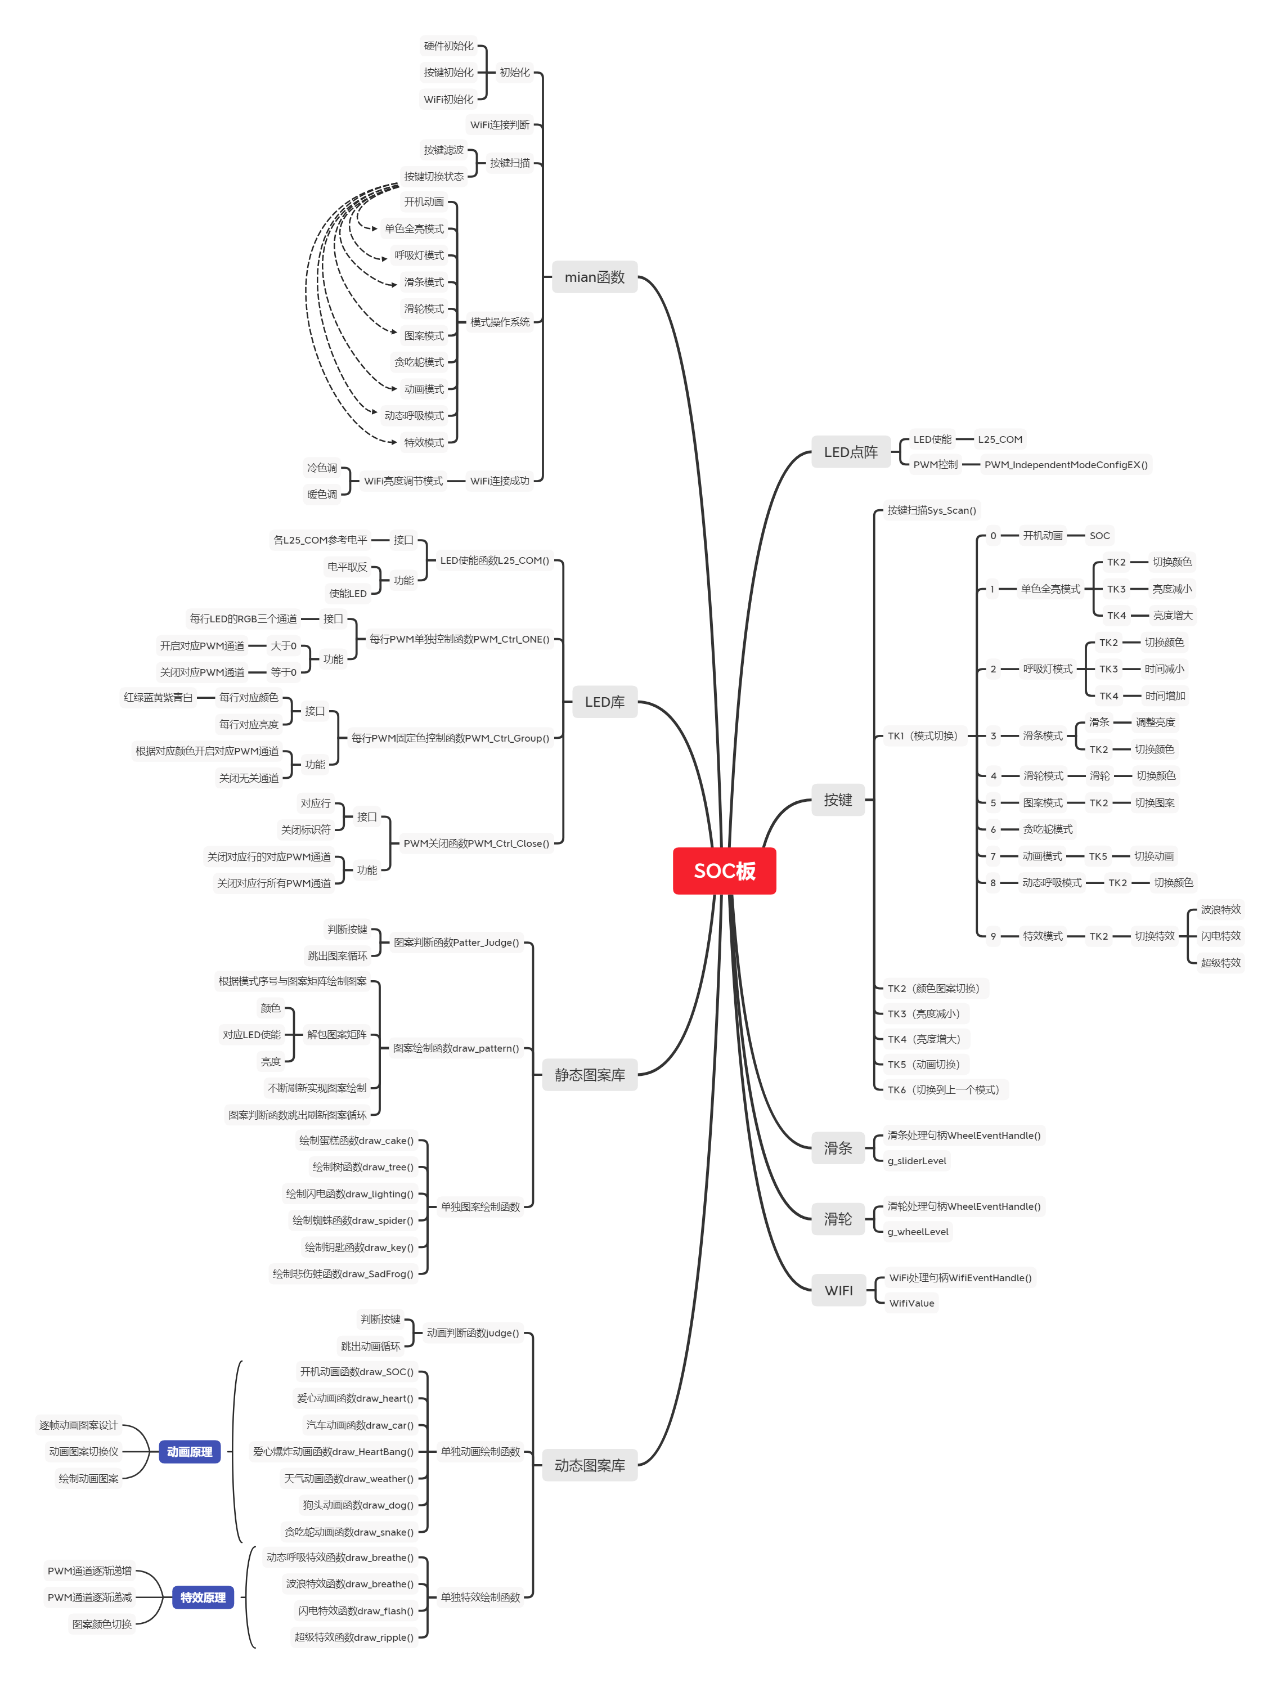 SOC板
mian函数
初始化
硬件初始化
按键初始化
WiFi初始化
WiFi连接判断
按键扫描
按键滤波
按键切换状态
模式操作系统
开机动画
单色全亮模式
呼吸灯模式
滑条模式
滑轮模式
图案模式
贪吃蛇模式
动画模式
动态呼吸模式
特效模式
WiFi连接成功
WiFi亮度调节模式
冷色调
暖色调
LED库
LED使能函数L25_COM()
接口
各L25_COM参考电平
功能
电平取反
使能LED
每行PWM单独控制函数PWM_Ctrl_ONE()
接口
每行LED的RGB三个通道
功能
大于0
开启对应PWM通道
等于0
关闭对应PWM通道
每行PWM固定色控制函数PWM_Ctrl_Group()
接口
每行对应颜色
红绿蓝黄紫青白
每行对应亮度
功能
根据对应颜色开启对应PWM通道
关闭无关通道
PWM关闭函数PWM_Ctrl_Close()
接口
对应行
关闭标识符
功能
关闭对应行的对应PWM通道
关闭对应行所有PWM通道
静态图案库
图案判断函数Patter_Judge()
判断按键
跳出图案循环
图案绘制函数draw_pattern()
根据模式序号与图案矩阵绘制图案
解包图案矩阵
颜色
对应LED使能
亮度
不断刷新实现图案绘制
图案判断函数跳出刷新图案循环
单独图案绘制函数
绘制蛋糕函数draw_cake()
绘制树函数draw_tree()
绘制闪电函数draw_lighting()
绘制蜘蛛函数draw_spider()
绘制钥匙函数draw_key()
绘制悲伤蛙函数draw_SadFrog()
动态图案库
动画判断函数judge()
判断按键
跳出动画循环
单独动画绘制函数
开机动画函数draw_SOC()
爱心动画函数draw_heart()
汽车动画函数draw_car()
爱心爆炸动画函数draw_HeartBang()
天气动画函数draw_weather()
狗头动画函数draw_dog()
贪吃蛇动画函数draw_snake()
动画原理
逐帧动画图案设计
动画图案切换仪
绘制动画图案
单独特效绘制函数
动态呼吸特效函数draw_breathe()
波浪特效函数draw_breathe()
闪电特效函数draw_flash()
超级特效函数draw_ripple()
特效原理
PWM通道逐渐递增
PWM通道逐渐递减
图案颜色切换
LED点阵
LED使能
L25_COM
PWM控制
PWM_IndependentModeConfigEX()
按键
按键扫描Sys_Scan()
TK1（模式切换）
0
开机动画
SOC
1
单色全亮模式
TK2
切换颜色
TK3
亮度减小
TK4
亮度增大
2
呼吸灯模式
TK2
切换颜色
TK3
时间减小
TK4
时间增加
3
滑条模式
滑条
调整亮度
TK2
切换颜色
4
滑轮模式
滑轮
切换颜色
5
图案模式
TK2
切换图案
6
贪吃蛇模式
7
动画模式
TK5
切换动画
8
动态呼吸模式
TK2
切换颜色
9
特效模式
TK2
切换特效
波浪特效
闪电特效
超级特效
TK2（颜色图案切换）
TK3（亮度减小）
TK4（亮度增大）
TK5（动画切换）
TK6（切换到上一个模式）
滑条
滑条处理句柄WheelEventHandle()
g_sliderLevel
滑轮
滑轮处理句柄WheelEventHandle()
g_wheelLevel
WIFI
WiFi处理句柄WifiEventHandle()
WifiValue